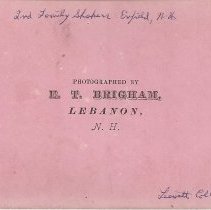 2nd Family Shakers Enfield, N.H.
PHOTOGRAPHED BY
E. T. BRIGHAM,
LEBANON,
N. H.